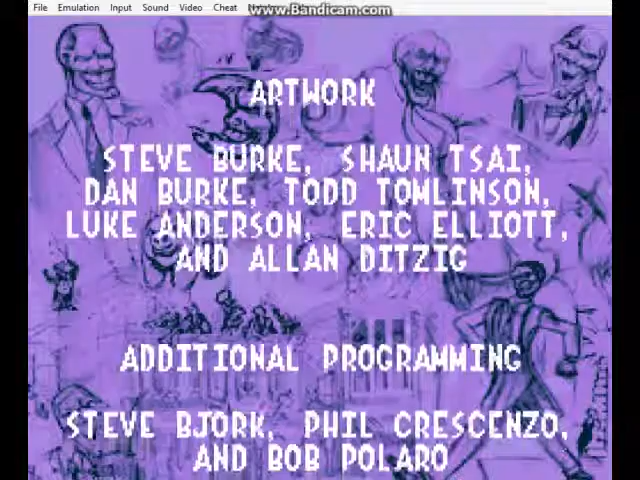 File Emulation Input Sound Video Cheat
www.Bandicam.com
ARTWORK
STEVE BURKE, SHAUN TSAI,
DAN BURKE, TODD TOMLINSON,
LUKE ANDERSON, ERIC ELLIOTT,
AND ALLAN DITZIG
ADDITIONAL PROGRAMMING
STEVE BJORK, PHIL CRESCENZO,
AND BOB POLARO